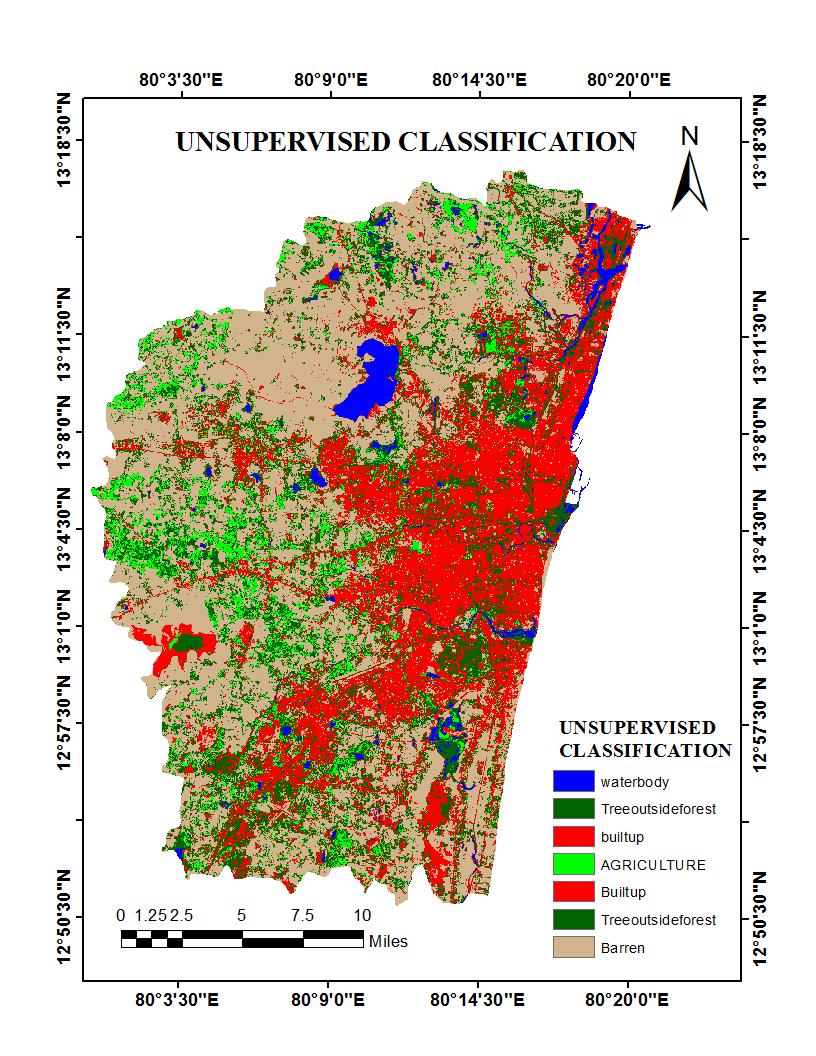 80°3'30"E 80°9'0"E 80°14'30"E 80°20'0"E
13°18'30"N
13°18'30"N
UNSUPERVISED CLASSIFICATION
N
13°11'30"N
13°11'30"N
13°8'0"N
13°8'0"N
13°4'30"N
13°4'30"N
13°1'0"N
13°1'0"N
12°57'30"N
12°57'30"N
UNSUPERVISED
CLASSIFICATION
waterbody
Treeoutsideforest
builtup
AGRICULTURE
Builtup
Treeoutsideforest
Barren
12°50'30"N
12°50'30"N
0 1.25 2.5 5 7.5 10
Miles
80°3'30"E 80°9'0"E 80°14'30"E 80°20'0"E